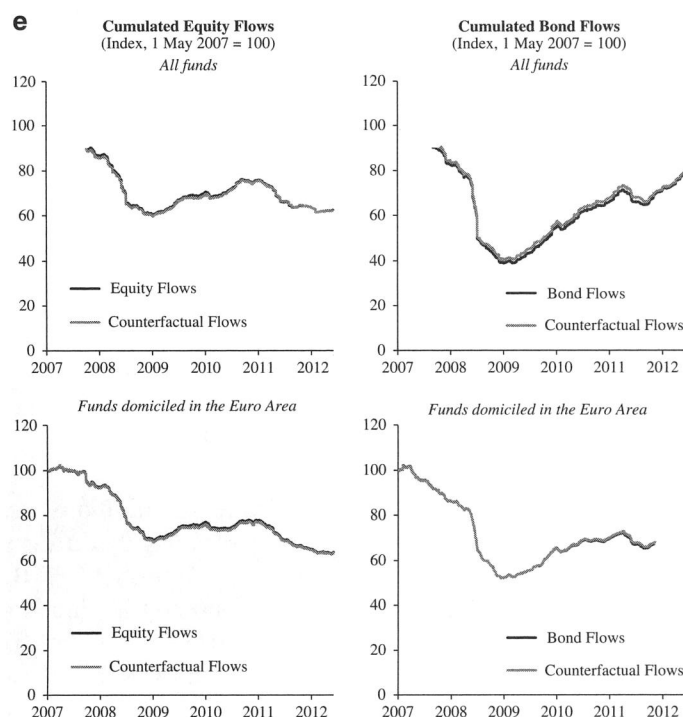 e
Cumulated Equity Flows
(Index, 1 May 2007 = 100)
All funds
120
100
80
60
40
20
0
Equity Flows
Counterfactual Flows
2007 2008 2009 2010 2011 2012
Cumulated Bond Flows
(Index, 1 May 2007 = 100)
All funds
120
100
80
60
40
20
0
Bond Flows
Counterfactual Flows
2007 2008 2009 2010 2011 2012
Funds domiciled in the Euro Area
120
100
80
60
40
20
0
Equity Flows
Counterfactual Flows
2007 2008 2009 2010 2011 2012
Funds domiciled in the Euro Area
120
100
80
60
40
20
0
Bond Flows
Counterfactual Flows
2007 2008 2009 2010 2011 2012